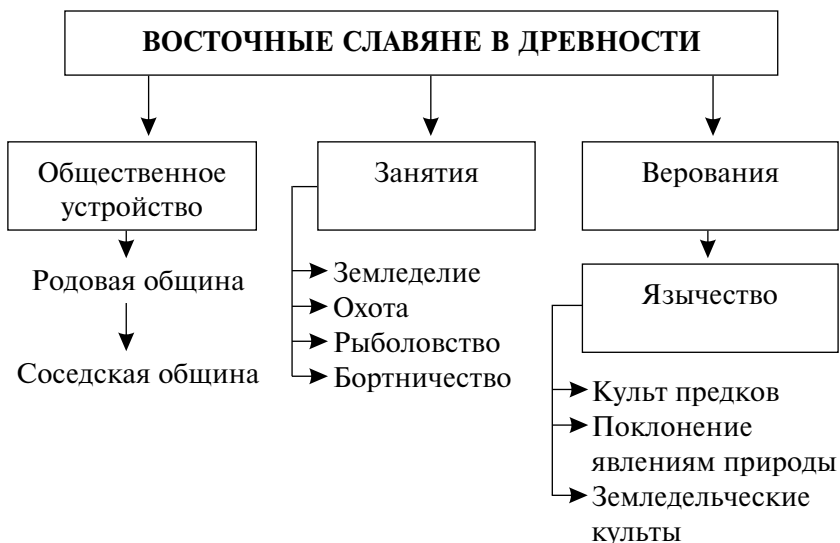 ВОСТОЧНЫЕ СЛАВЯНЕ В ДРЕВНОСТИ
Общественное
устройство
Родовая община
Соседская община
Занятия
Земледелие
Охота
Рыболовство
Бортничество
Верования
Язычество
Культ предков
Поклонение
явлениям природы
Земледельческие
культы